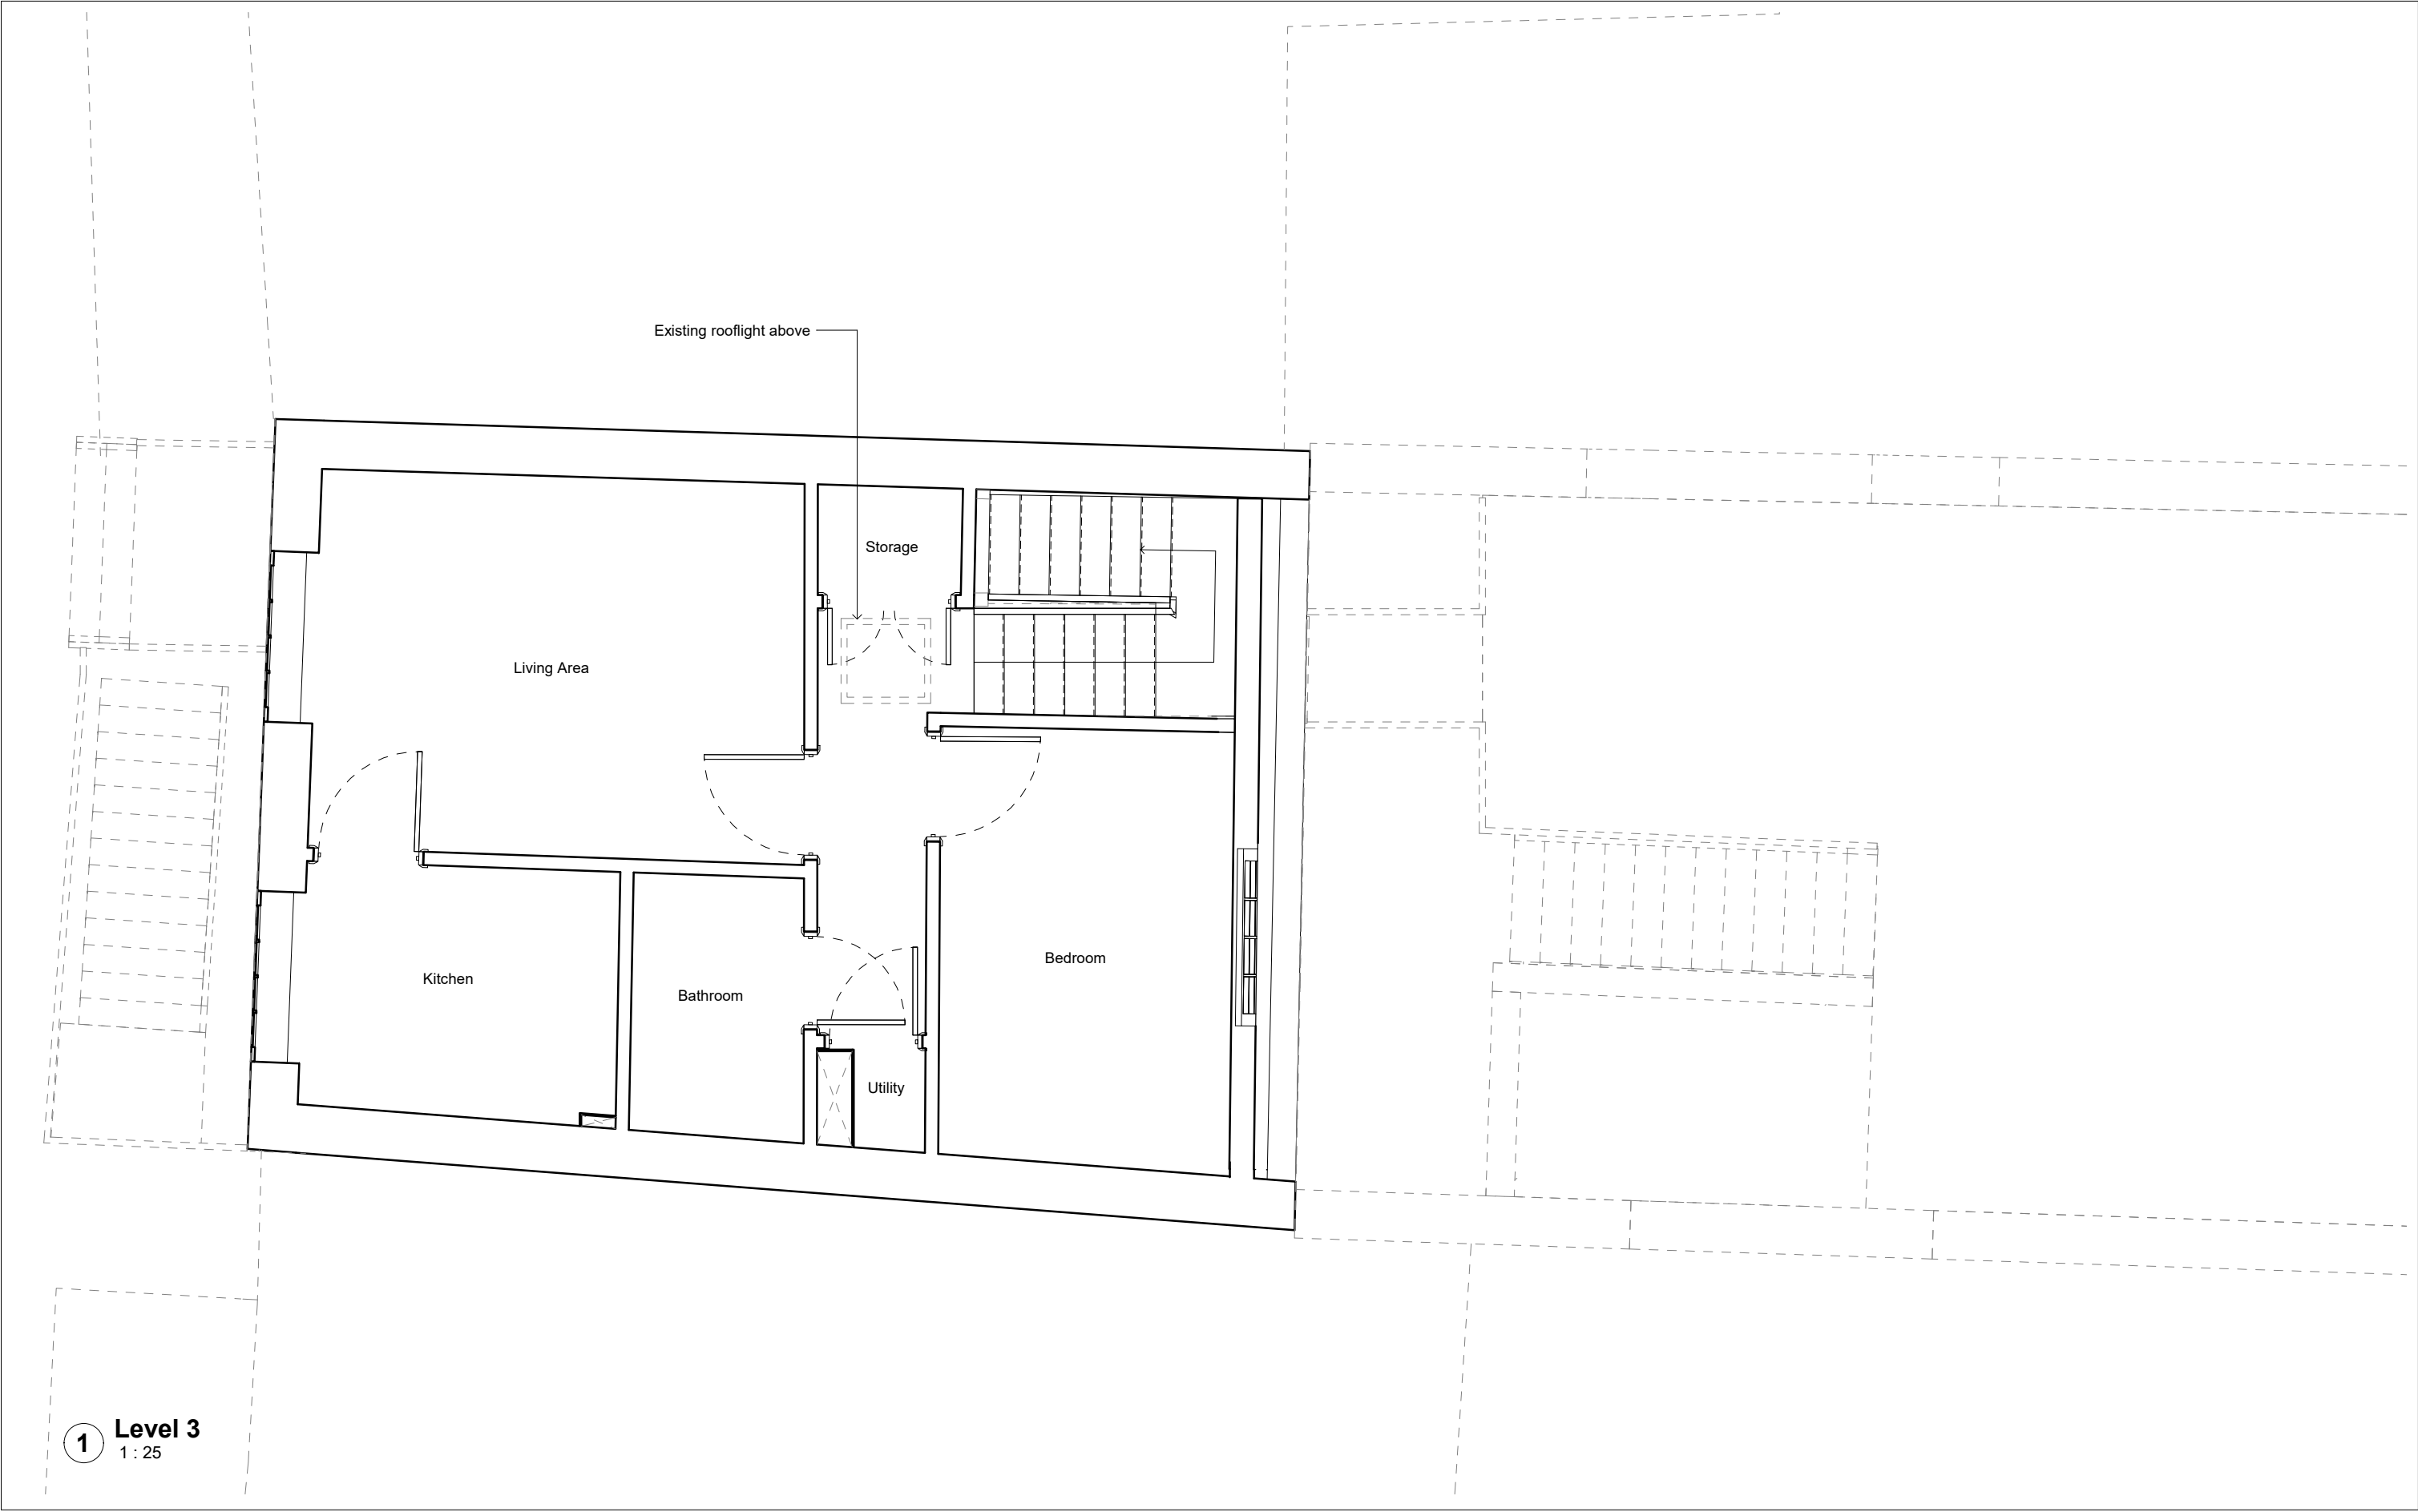 Existing rooflight above
Storage
Living Area
Bedroom
Kitchen
Bathroom
Utility
1
Level 3
1 : 25